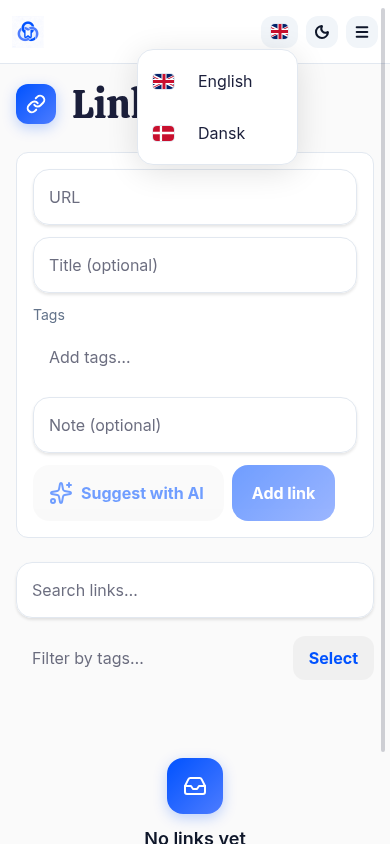 English
Dansk
URL
Title (optional)
Tags
Add tags...
Note (optional)
Suggest with AI
Add link
Search links...
Filter by tags...
Select
No links yet